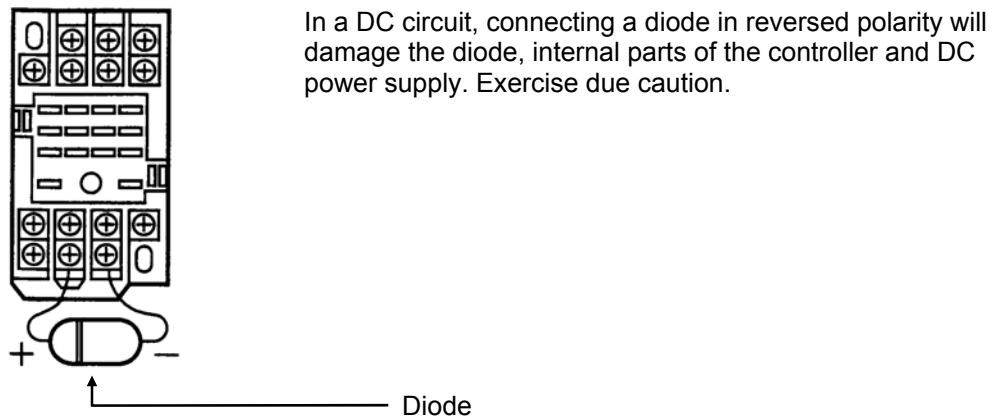 In a DC circuit, connecting a diode in reversed polarity will
damage the diode, internal parts of the controller and DC
power supply. Exercise due caution.
+ −
Diode